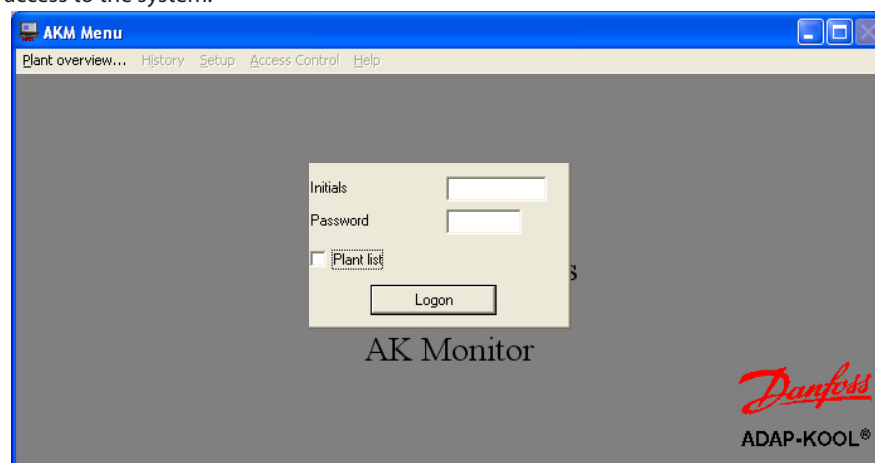 access to the system.
AKM Menu
Plant overview... History Setup Access Control Help
Initials
Password
Plant list
s
Logon
AK Monitor
Danfoss
ADAP-KOOL®